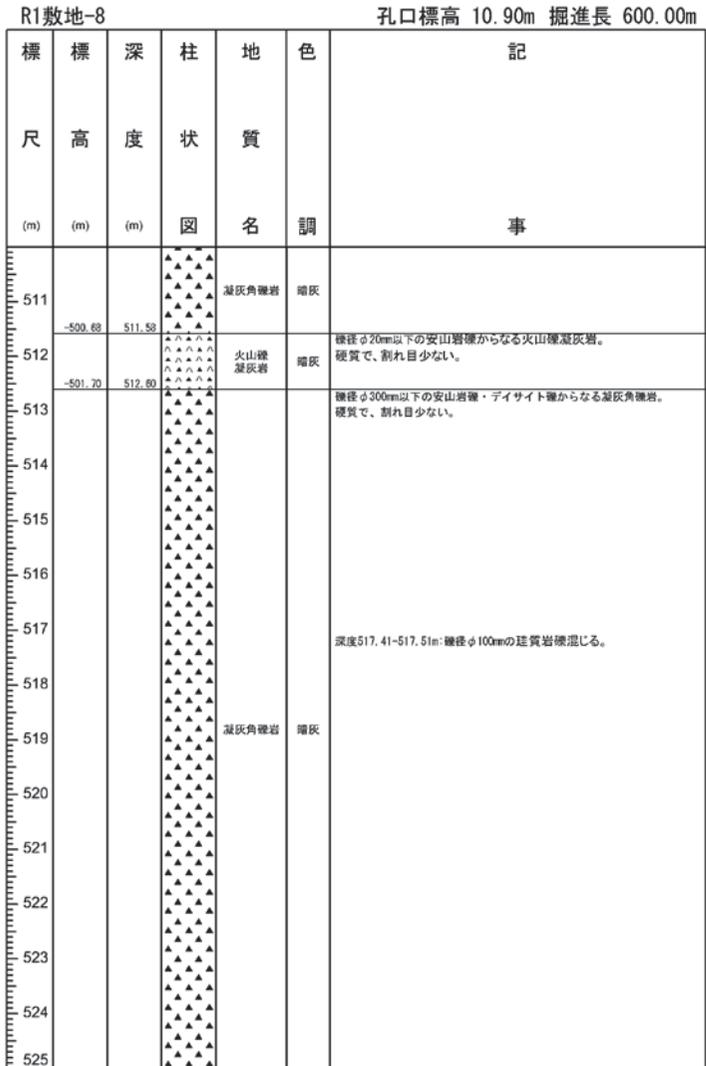 R1敷地-8 孔口標高 10.90m 掘進長 600.00m
標尺(m) 標高(m) 深度(m) 柱状図 地質名 色調 記事
凝灰角礫岩 暗灰
511
-500.68 511.58
礫径φ20mm以下の安山岩礫からなる火山礫凝灰岩。
512 火山礫 暗灰 硬質で、割れ目少ない。
凝灰岩
-501.70 512.60
礫径φ300mm以下の安山岩礫・デイサイト礫からなる凝灰角礫岩。
513 硬質で、割れ目少ない。
514
515
516
517
深度517.41-517.51m:礫径φ100mmの珪質岩礫混じる。
518
凝灰角礫岩 暗灰
519
520
521
522
523
524
525